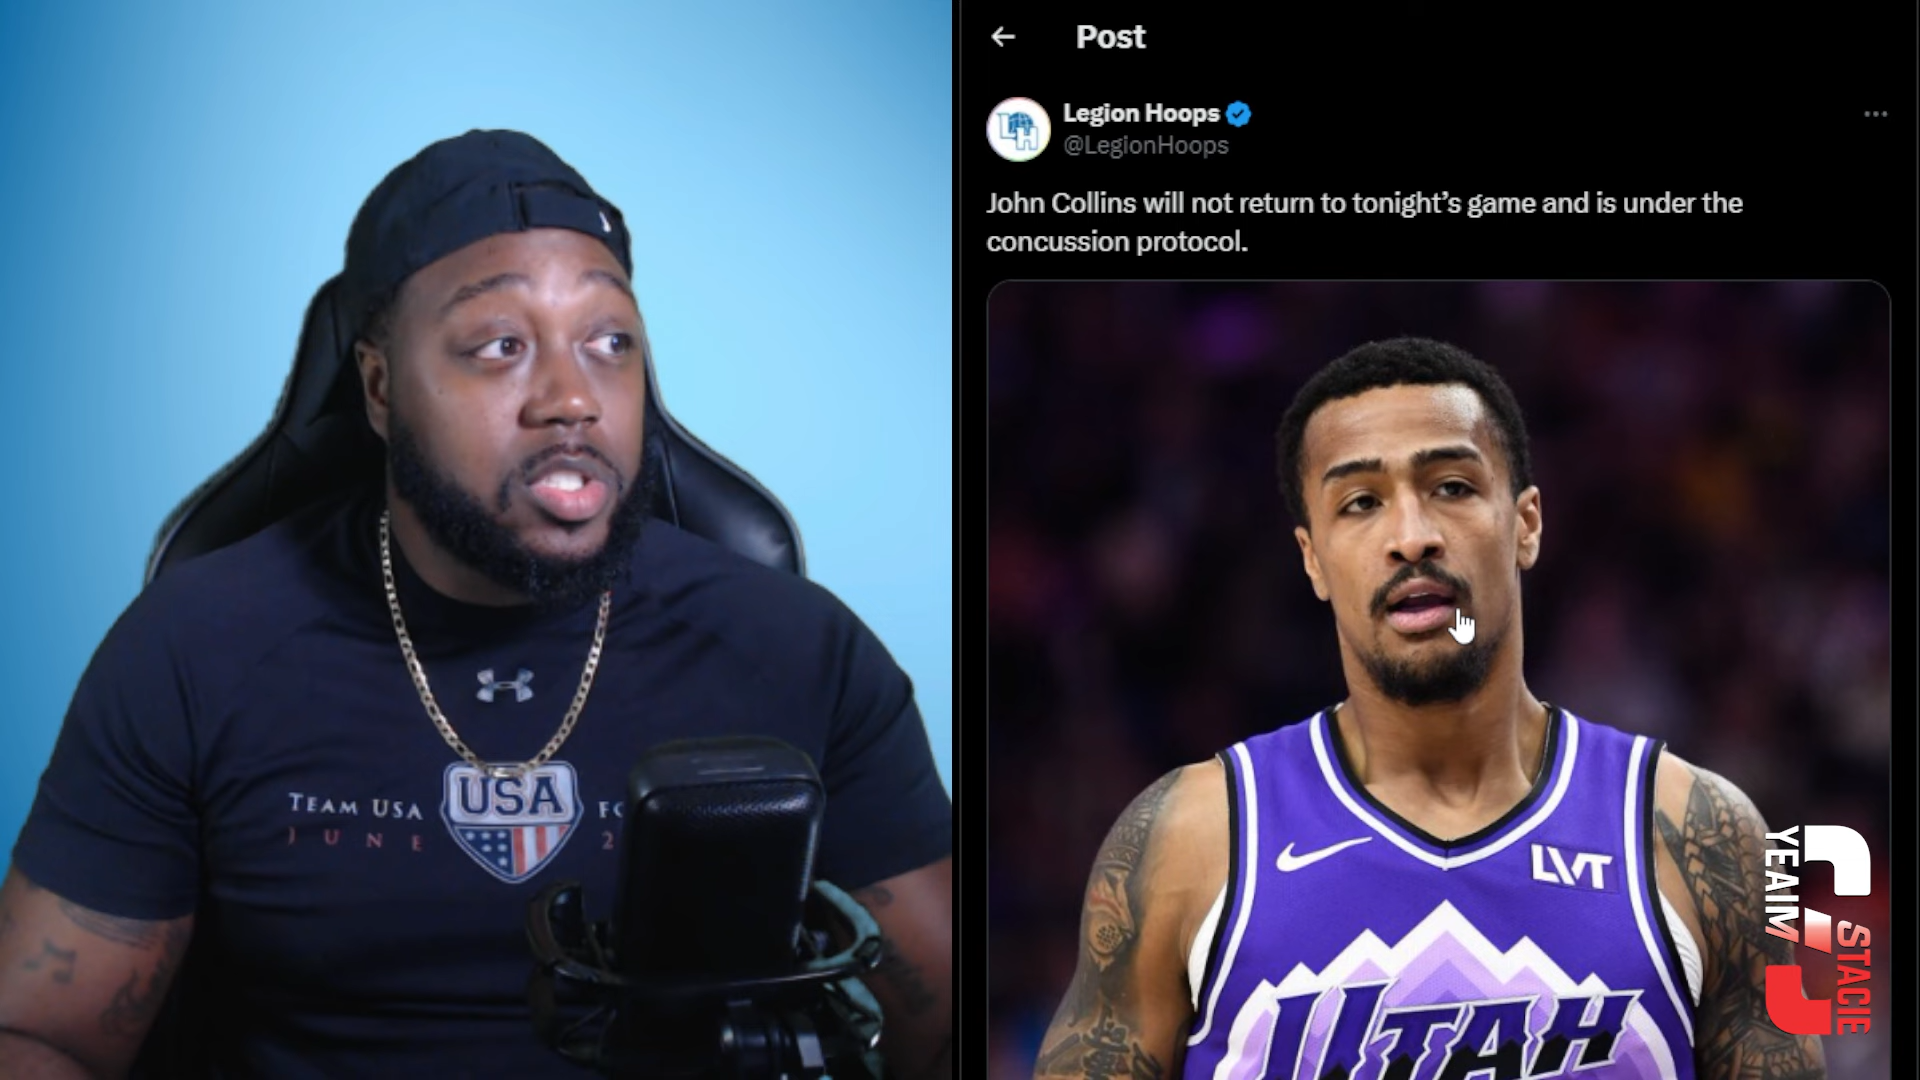 Post
Legion Hoops
@LegionHoops
John Collins will not return to tonight’s game and is under the
concussion protocol.
USA
TEAM USA
JUNE
2
LVT
UTAH
YEAIM
STACIE